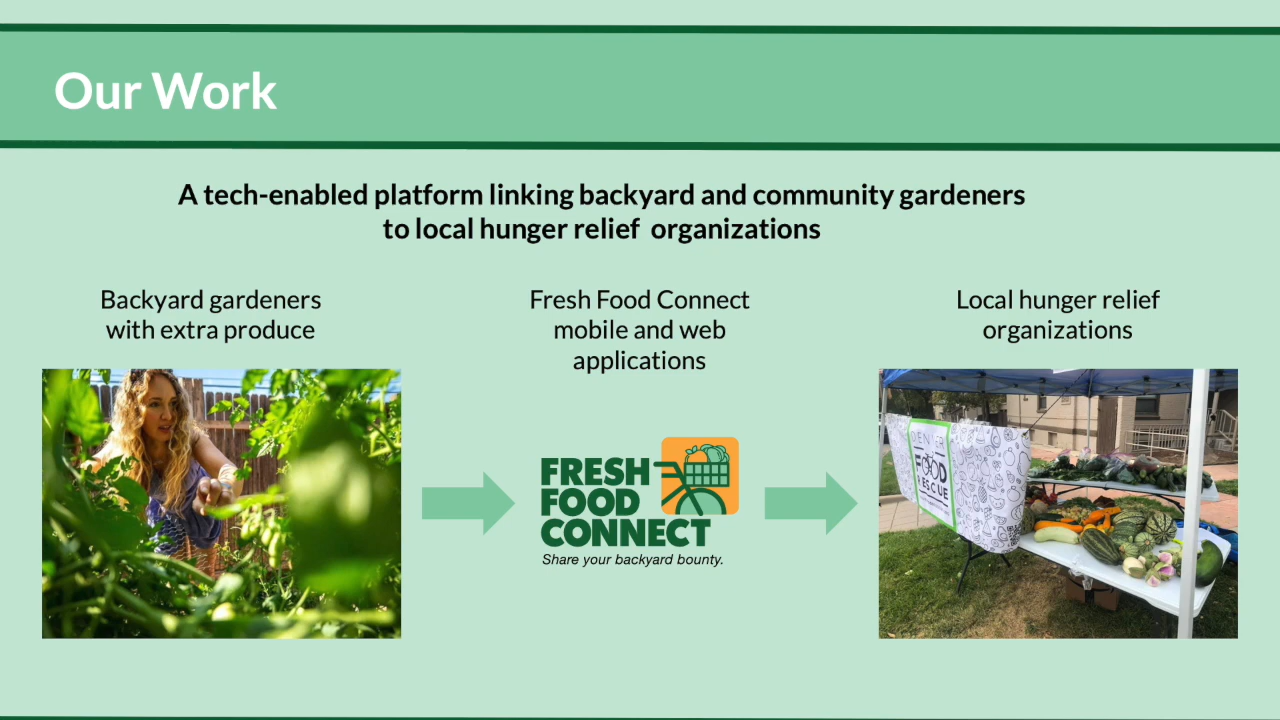 Our Work
A tech-enabled platform linking backyard and community gardeners
to local hunger relief organizations
Backyard gardeners
with extra produce
Fresh Food Connect
mobile and web
applications
Local hunger relief
organizations
FRESH
FOOD
CONNECT
Share your backyard bounty.
FOOD
RESCUE